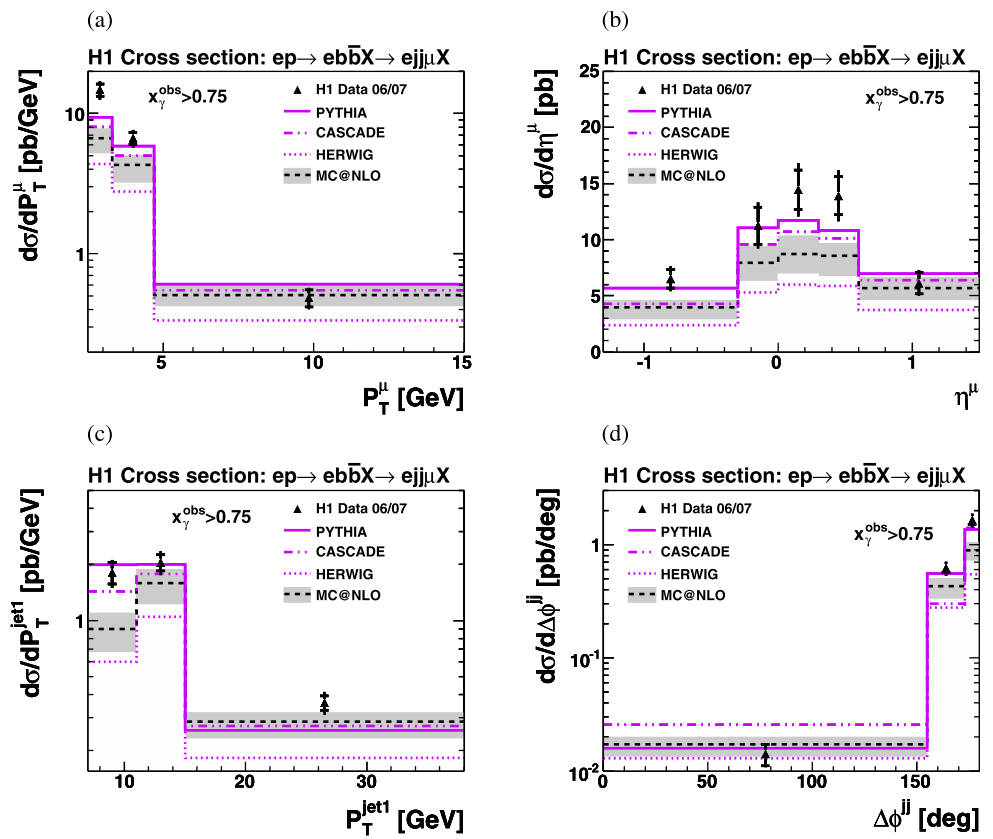 (a)
H1 Cross section: ep→ ebb̅X→ ejjμX
dσ/dP_T^μ [pb/GeV]
x_γ^obs>0.75
H1 Data 06/07
PYTHIA
CASCADE
HERWIG
MC@NLO
10
1
5 10 15
P_T^μ [GeV]
(b)
H1 Cross section: ep→ ebb̅X→ ejjμX
dσ/dη^μ [pb]
H1 Data 06/07
x_γ^obs>0.75
PYTHIA
CASCADE
HERWIG
MC@NLO
25
20
15
10
5
0
-1 0 1
η^μ
(c)
H1 Cross section: ep→ ebb̅X→ ejjμX
dσ/dP_T^jet1 [pb/GeV]
x_γ^obs>0.75
H1 Data 06/07
PYTHIA
CASCADE
HERWIG
MC@NLO
1
10 20 30
P_T^jet1 [GeV]
(d)
H1 Cross section: ep→ ebb̅X→ ejjμX
dσ/dΔφ^jj [pb/deg]
H1 Data 06/07
PYTHIA
x_γ^obs>0.75
CASCADE
HERWIG
MC@NLO
1
10^-1
10^-2
0 50 100 150
Δφ^jj [deg]